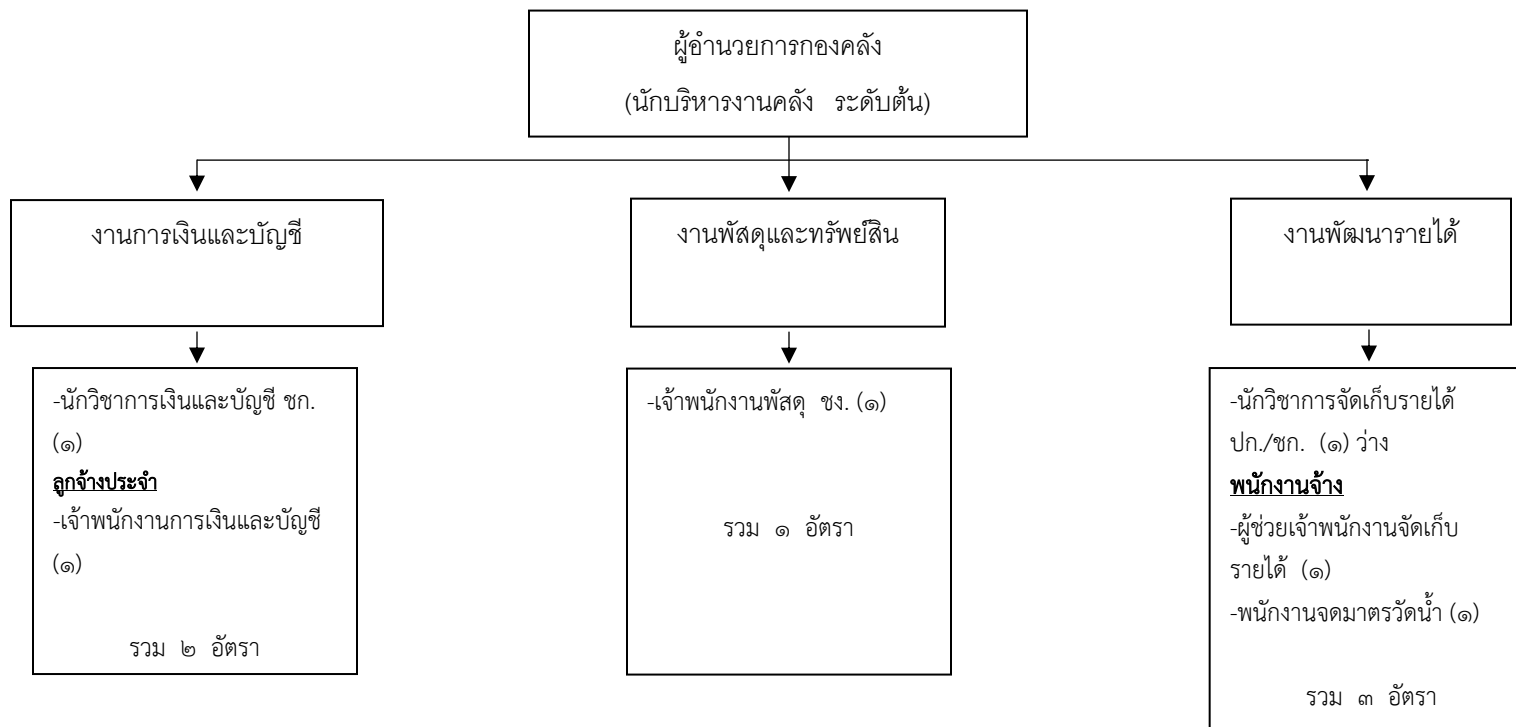 ผู้อำนวยการกองคลัง
(นักบริหารงานคลัง ระดับต้น)
งานการเงินและบัญชี
งานพัสดุและทรัพย์สิน
งานพัฒนารายได้
-นักวิชาการเงินและบัญชี ชก.
(๑)
ลูกจ้างประจำ
-เจ้าพนักงานการเงินและบัญชี
(๑)
รวม ๒ อัตรา
-เจ้าพนักงานพัสดุ ชง. (๑)
รวม ๑ อัตรา
-นักวิชาการจัดเก็บรายได้
ปก./ชก. (๑) ว่าง
พนักงานจ้าง
-ผู้ช่วยเจ้าพนักงานจัดเก็บ
รายได้ (๑)
-พนักงานจดมาตรวัดน้ำ (๑)
รวม ๓ อัตรา